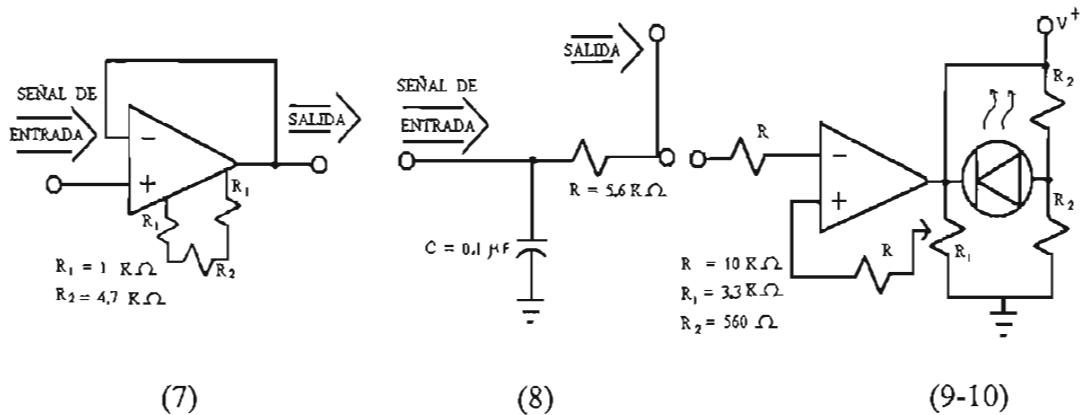 SEÑAL DE
ENTRADA
SALIDA
−
+
R₁
R₁
R₂
R₁ = 1 KΩ
R₂ = 4.7 KΩ
(7)
SEÑAL DE
ENTRADA
SALIDA
R = 5.6 KΩ
C = 0.1 µF
(8)
V⁺
R₂
R
−
+
R₂
R
R₁
R = 10 KΩ
R₁ = 3.3 KΩ
R₂ = 560 Ω
(9-10)